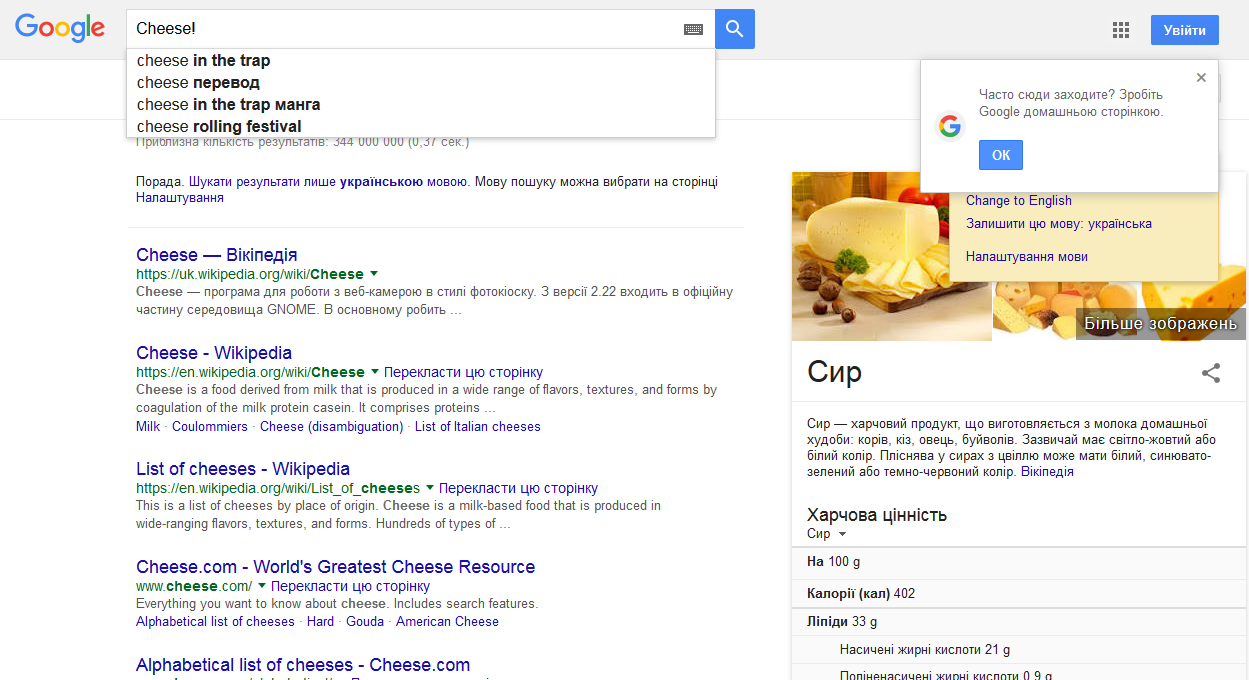 Google
Cheese!
Увійти
cheese in the trap
cheese перевод
cheese in the trap манга
cheese rolling festival
Приблизна кількість результатів: 344 000 000 (0,37 сек.)
Часто сюди заходите? Зробіть
Google домашньою сторінкою.
ОК
Порада. Шукати результати лише українською мовою. Мову пошуку можна вибрати на сторінці
Налаштування
Change to English
Залишити цю мову: українська
Налаштування мови
Cheese — Вікіпедія
https://uk.wikipedia.org/wiki/Cheese
Cheese — програма для роботи з веб-камерою в стилі фотокіоску. З версії 2.22 входить в офіційну
частину середовища GNOME. В основному робить ...
Cheese - Wikipedia
https://en.wikipedia.org/wiki/Cheese Перекласти цю сторінку
Cheese is a food derived from milk that is produced in a wide range of flavors, textures, and forms by
coagulation of the milk protein casein. It comprises proteins ...
Milk · Coulommiers · Cheese (disambiguation) · List of Italian cheeses
List of cheeses - Wikipedia
https://en.wikipedia.org/wiki/List_of_cheeses Перекласти цю сторінку
This is a list of cheeses by place of origin. Cheese is a milk-based food that is produced in
wide-ranging flavors, textures, and forms. Hundreds of types of ...
Cheese.com - World's Greatest Cheese Resource
www.cheese.com/ Перекласти цю сторінку
Everything you want to know about cheese. Includes search features.
Alphabetical list of cheeses · Hard · Gouda · American Cheese
Alphabetical list of cheeses - Cheese.com
Більше зображень
Сир
Сир — харчовий продукт, що виготовляється з молока домашньої
худоби: корів, кіз, овець, буйволів. Зазвичай має світло-жовтий або
білий колір. Пліснява у сирах з цвіллю може мати білий, синювато-
зелений або темно-червоний колір. Вікіпедія
Харчова цінність
Сир
На 100 g
Калорії (кал) 402
Ліпіди 33 g
Насичені жирні кислоти 21 g
Поліненасичені жирні кислоти 0,9 g